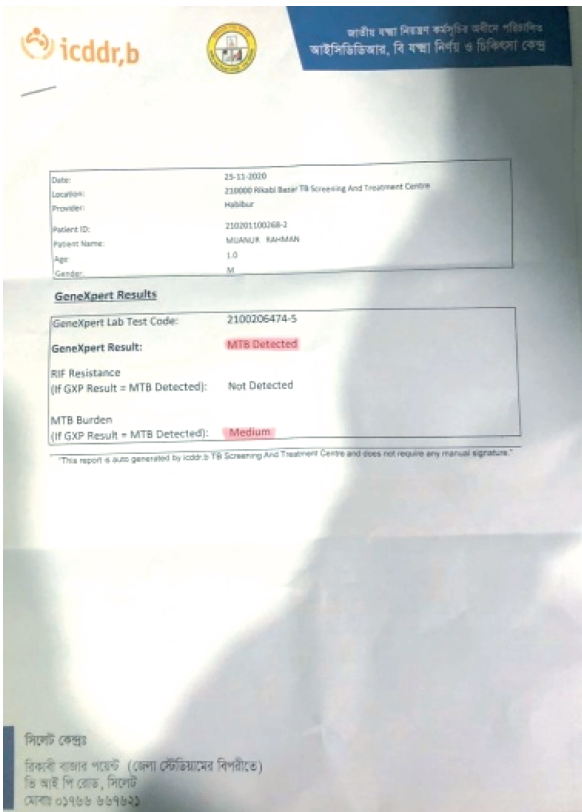 icddr,b
জাতীয় যক্ষা নিয়ন্ত্রণ কর্মসূচির অধীনে পরিচালিত
আইসিডিডিআর, বি যক্ষা নির্ণয় ও চিকিৎসা কেন্দ্র
Date: 25-11-2020
Location: 210000 Rikabi Bazar TB Screening And Treatment Centre
Provider: Habibur
Patient ID: 210201100268-2
Patient Name: MUANUR RAHMAN
Age: 1.0
Gender: M
GeneXpert Results
GeneXpert Lab Test Code: 2100206474-5
GeneXpert Result: MTB Detected
RIF Resistance
(If GXP Result = MTB Detected): Not Detected
MTB Burden
(If GXP Result = MTB Detected): Medium
"This report is auto generated by icddr,b TB Screening And Treatment Centre and does not require any manual signature."
সিলেট কেন্দ্রঃ
রিকাবী বাজার পয়েন্ট (জেলা স্টেডিয়ামের বিপরীতে)
ভি আই পি রোড, সিলেট
মোবাঃ ০১৭৬৬ ৬৬৭৬২১